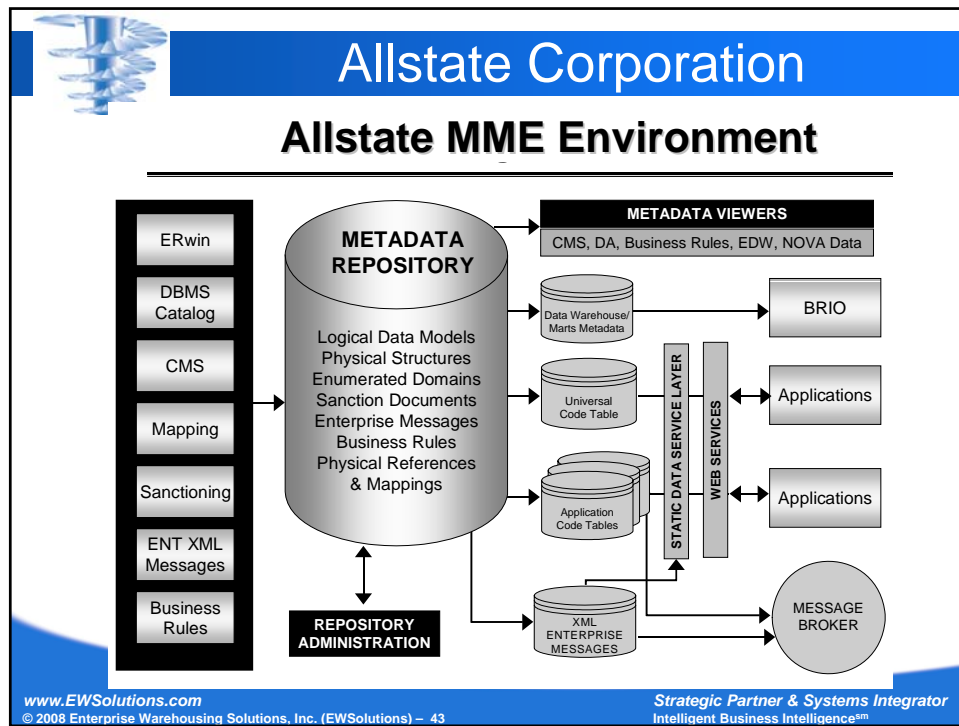 Allstate Corporation
Allstate MME Environment
ERwin
DBMS
Catalog
CMS
Mapping
Sanctioning
ENT XML
Messages
Business
Rules
METADATA
REPOSITORY
Logical Data Models
Physical Structures
Enumerated Domains
Sanction Documents
Enterprise Messages
Business Rules
Physical References
& Mappings
REPOSITORY
ADMINISTRATION
METADATA VIEWERS
CMS, DA, Business Rules, EDW, NOVA Data
Data Warehouse/
Marts Metadata
BRIO
Universal
Code Table
Applications
Application
Code Tables
Applications
STATIC DATA SERVICE LAYER
WEB SERVICES
XML
ENTERPRISE
MESSAGES
MESSAGE
BROKER
www.EWSolutions.com
© 2008 Enterprise Warehousing Solutions, Inc. (EWSolutions) – 43
Strategic Partner & Systems Integrator
Intelligent Business Intelligence℠